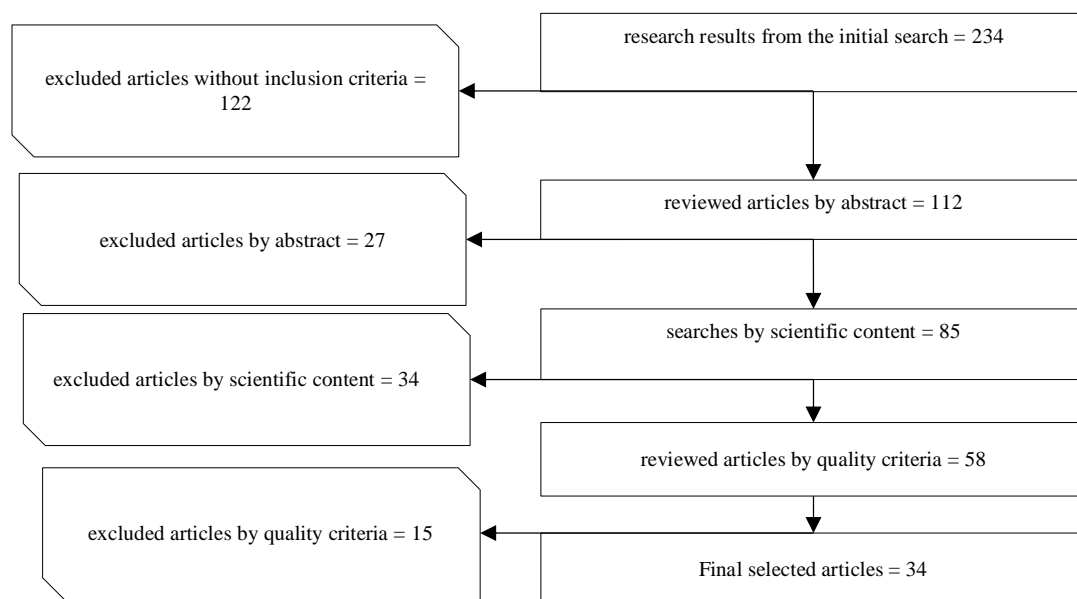 research results from the initial search = 234
excluded articles without inclusion criteria =
122
reviewed articles by abstract = 112
excluded articles by abstract = 27
searches by scientific content = 85
excluded articles by scientific content = 34
reviewed articles by quality criteria = 58
excluded articles by quality criteria = 15
Final selected articles = 34